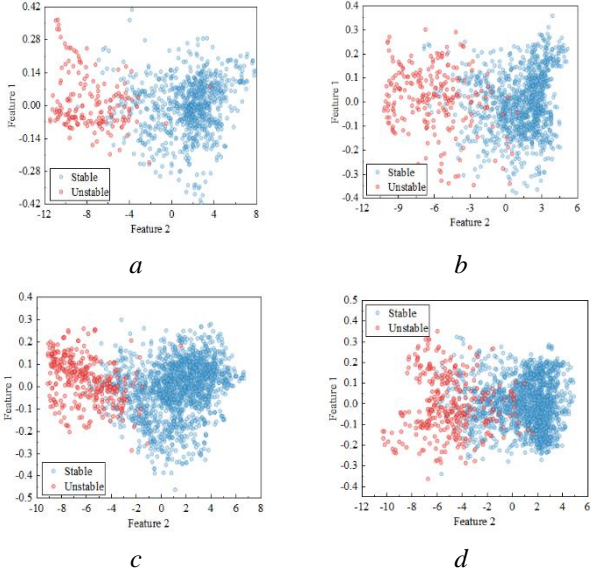 0.42
0.28
0.14
0.00
-0.14
-0.28
-0.42
Feature 1
Stable
Unstable
-12 -8 -4 0 4 8
Feature 2
a
0.4
0.3
0.2
0.1
0.0
-0.1
-0.2
-0.3
-0.4
Feature 1
Stable
Unstable
-12 -9 -6 -3 0 3 6
Feature 2
b
0.4
0.3
0.2
0.1
0.0
-0.1
-0.2
-0.3
-0.4
-0.5
Feature 1
Stable
Unstable
-10 -8 -6 -4 -2 0 2 4 6 8
Feature 2
c
0.5
0.4
0.3
0.2
0.1
0.0
-0.1
-0.2
-0.3
-0.4
Feature 1
Stable
Unstable
-12 -10 -8 -6 -4 -2 0 2 4 6
Feature 2
d